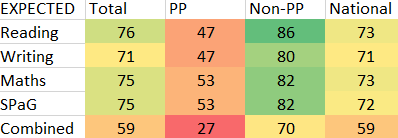 EXPECTED Total PP Non-PP National
Reading 76 47 86 73
Writing 71 47 80 71
Maths 75 53 82 73
SPaG 75 53 82 72
Combined 59 27 70 59